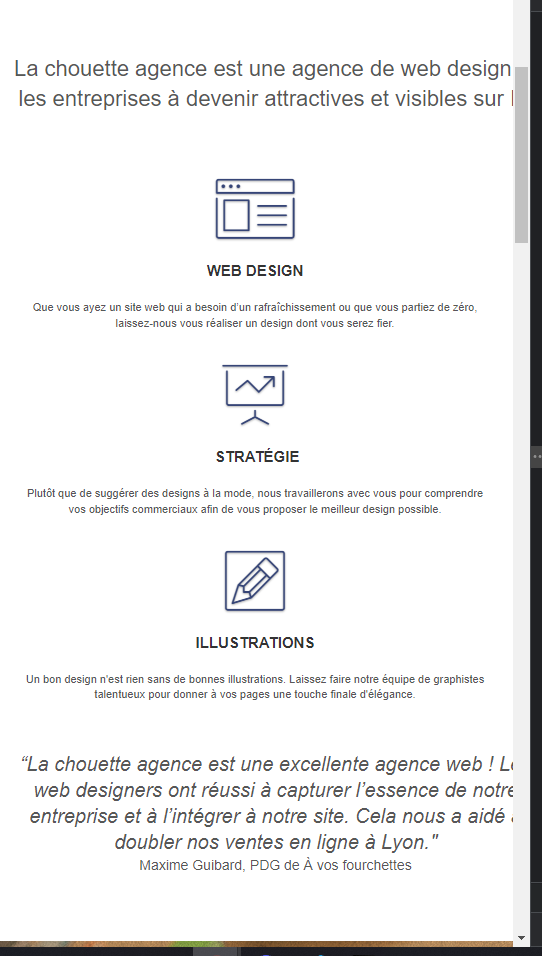 La chouette agence est une agence de web design
les entreprises à devenir attractives et visibles sur
WEB DESIGN
Que vous ayez un site web qui a besoin d’un rafraîchissement ou que vous partiez de zéro,
laissez-nous vous réaliser un design dont vous serez fier.
STRATÉGIE
Plutôt que de suggérer des designs à la mode, nous travaillerons avec vous pour comprendre
vos objectifs commerciaux afin de vous proposer le meilleur design possible.
ILLUSTRATIONS
Un bon design n'est rien sans de bonnes illustrations. Laissez faire notre équipe de graphistes
talentueux pour donner à vos pages une touche finale d'élégance.
“La chouette agence est une excellente agence web !
web designers ont réussi à capturer l’essence de notre
entreprise et à l’intégrer à notre site. Cela nous a aidé
doubler nos ventes en ligne à Lyon."
Maxime Guibard, PDG de À vos fourchettes